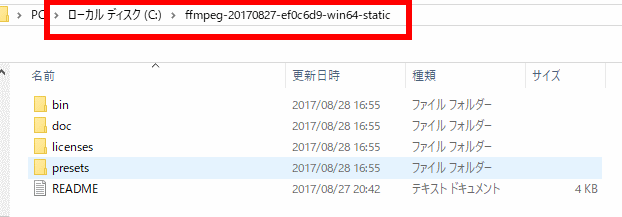 PC > ローカル ディスク (C:) > ffmpeg-20170827-ef0c6d9-win64-static
名前 更新日時 種類 サイズ
bin 2017/08/28 16:55 ファイル フォルダー
doc 2017/08/28 16:55 ファイル フォルダー
licenses 2017/08/28 16:55 ファイル フォルダー
presets 2017/08/28 16:55 ファイル フォルダー
README 2017/08/27 20:42 テキスト ドキュメント 4 KB